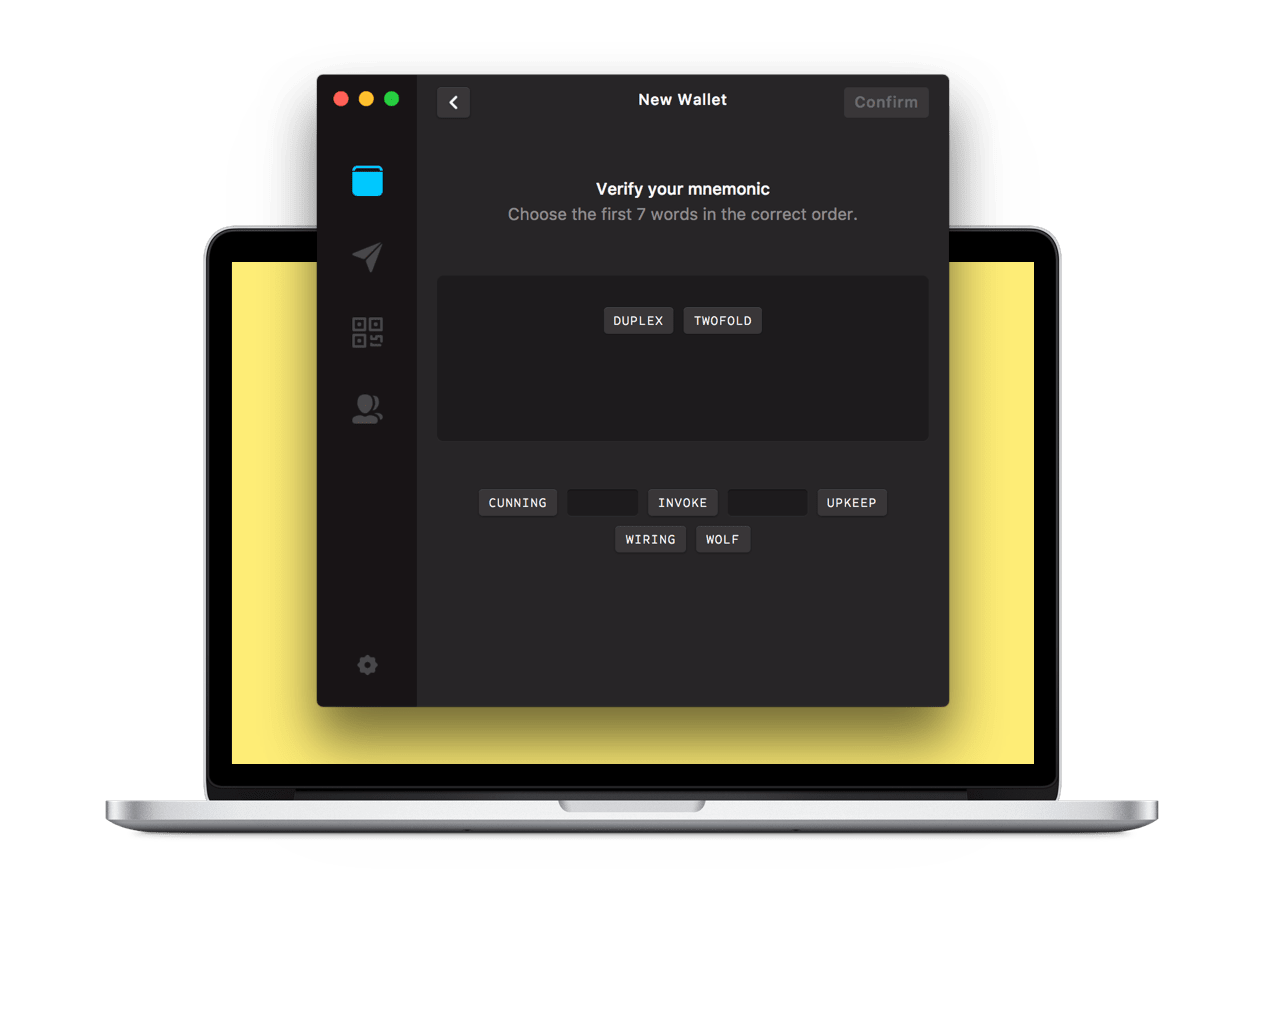 New Wallet
Confirm
Verify your mnemonic
Choose the first 7 words in the correct order.
DUPLEX TWOFOLD
CUNNING INVOKE UPKEEP
WIRING WOLF